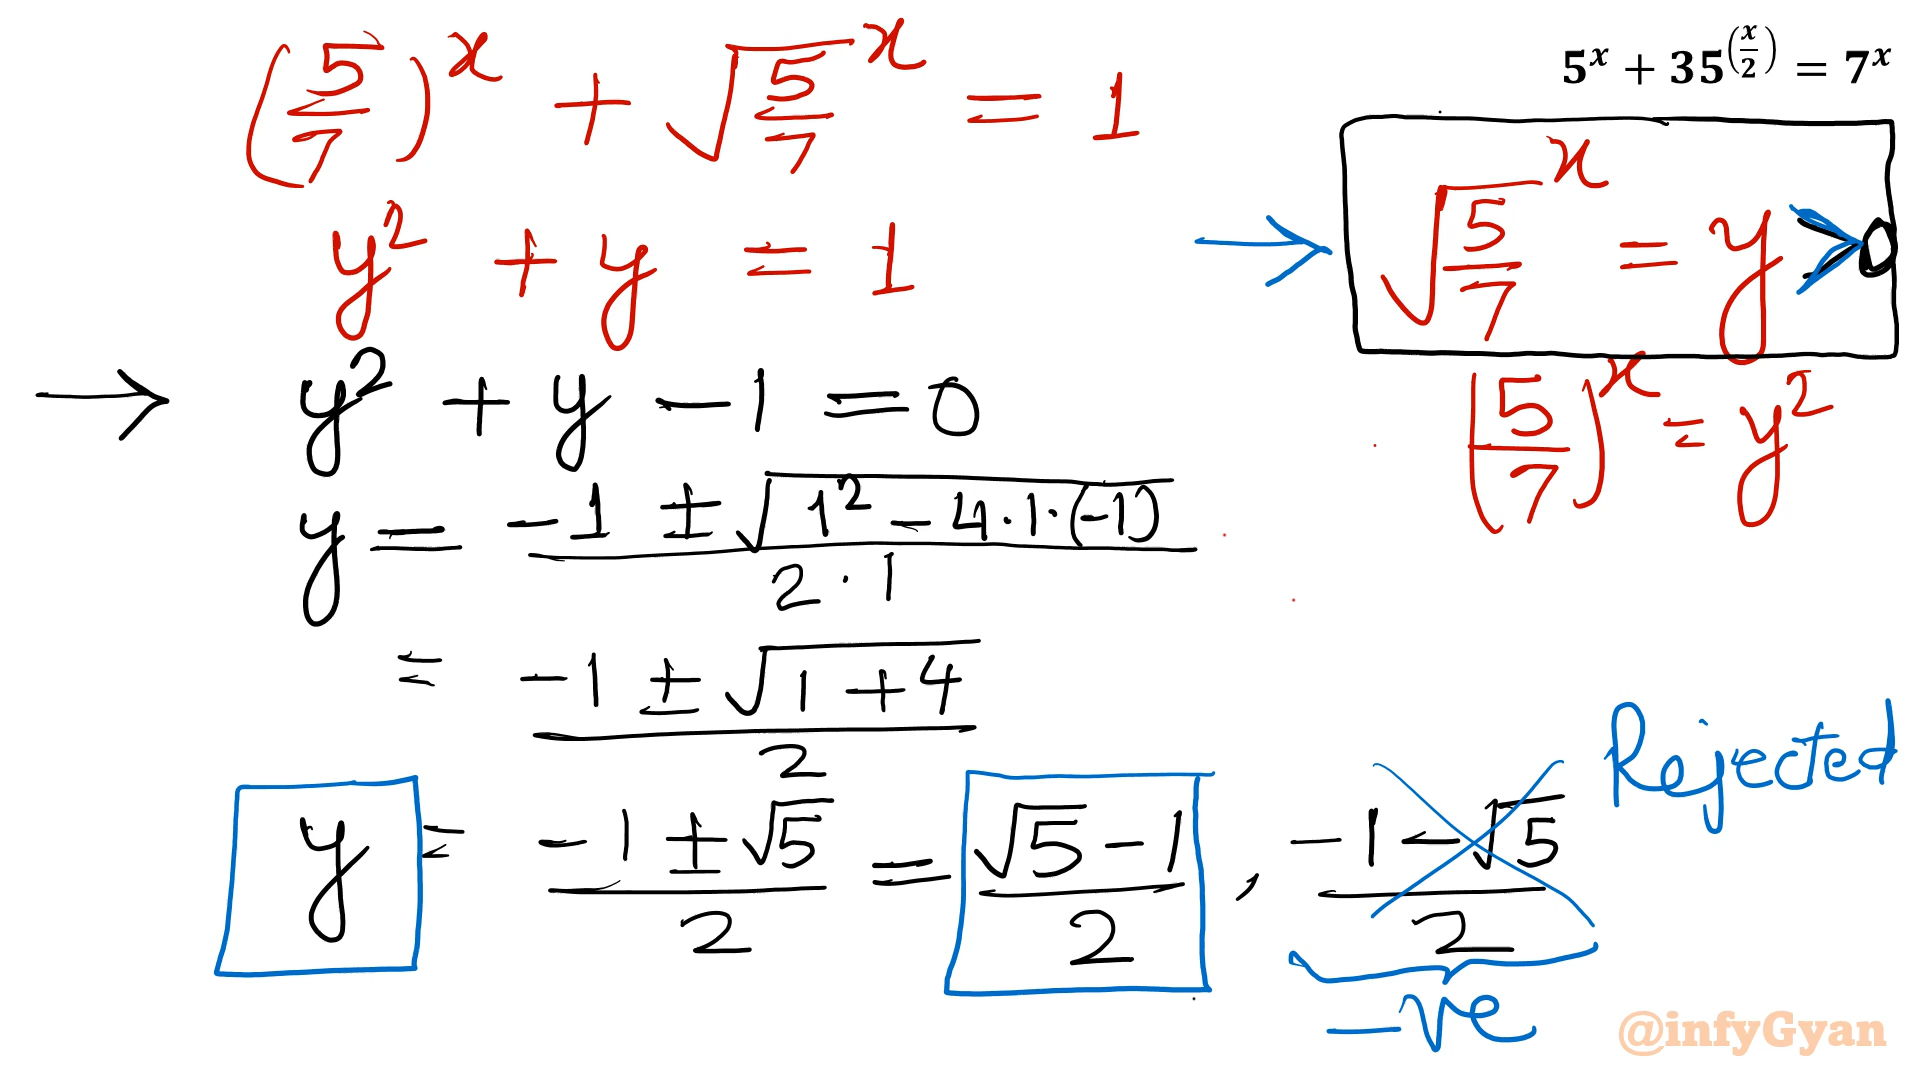 5^x + 35^(x/2) = 7^x
(5/7)^x + √(5/7)^x = 1
y² + y = 1
→ √(5/7)^x = y > 0
(5/7)^x = y²
→ y² + y − 1 = 0
y = (−1 ± √(1² − 4·1·(−1)))/(2·1)
= (−1 ± √(1+4))/2
y = (−1 ± √5)/2 = (√5 − 1)/2 , (−1 − √5)/2
Rejected
−ve
@infyGyan